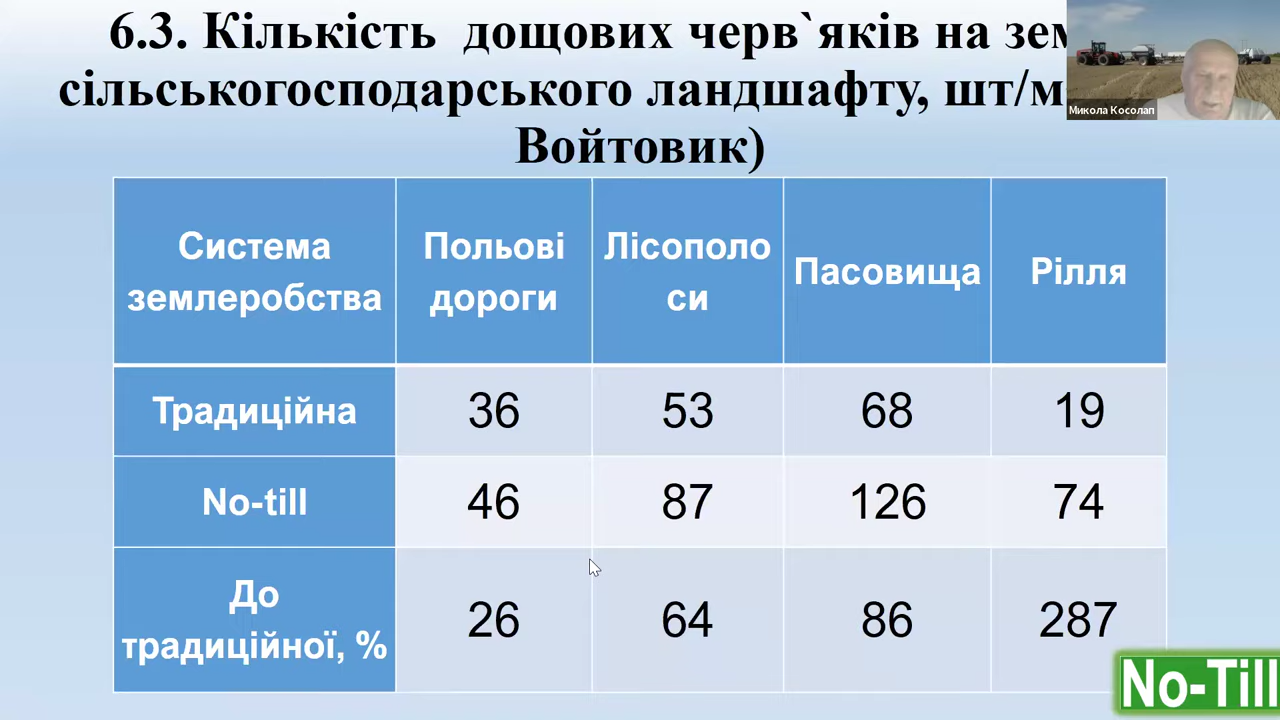 6.3. Кількість дощових черв`яків на
сільськогосподарського ландшафту, шт/м
Войтовик)
Микола Косолап
Система
землеробства
Польові
дороги
Лісополо
си
Пасовища
Рілля
Традиційна
36
53
68
19
No-till
46
87
126
74
До
традиційної, %
26
64
86
287
No-Till